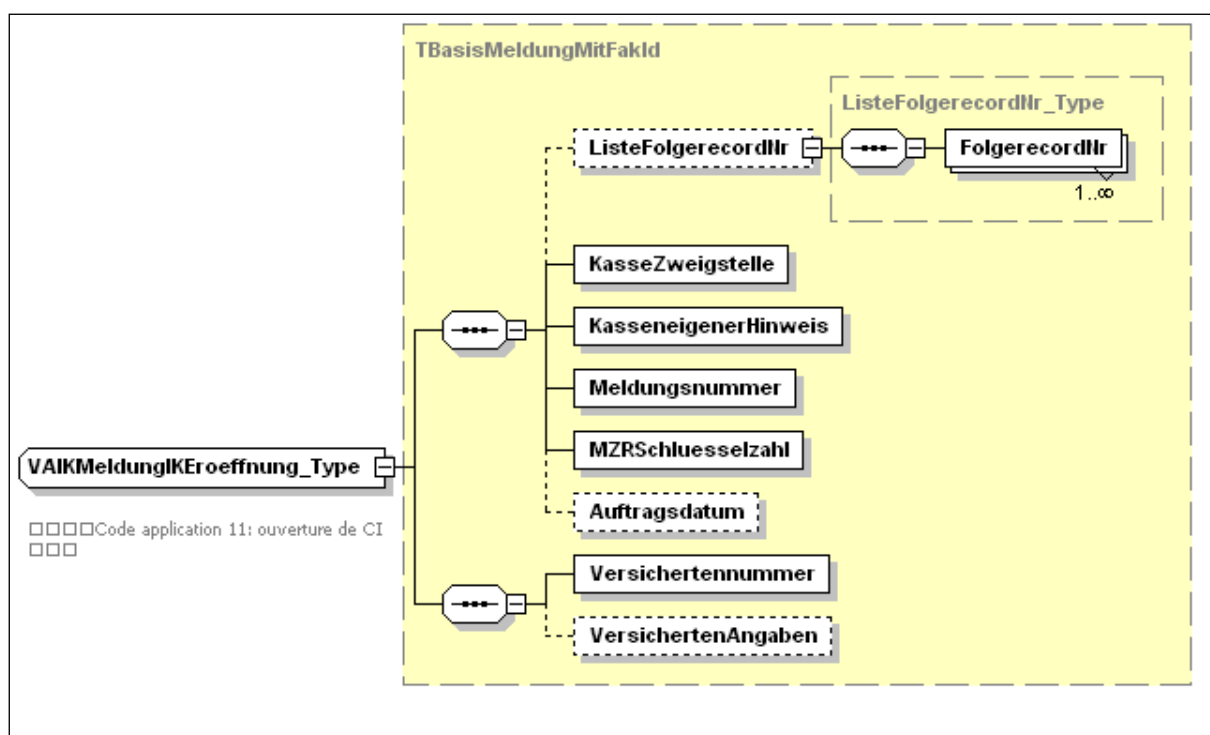 TBasisMeldungMitFakId
ListeFolgerecordNr_Type
ListeFolgerecordNr
FolgerecordNr
1..∞
KasseZweigstelle
KasseneigenerHinweis
Meldungsnummer
MZRSchluesselzahl
VAIKMeldungIKEroeffnung_Type
Auftragsdatum
□□□□Code application 11: ouverture de CI
□□□
Versichertennummer
VersichertenAngaben